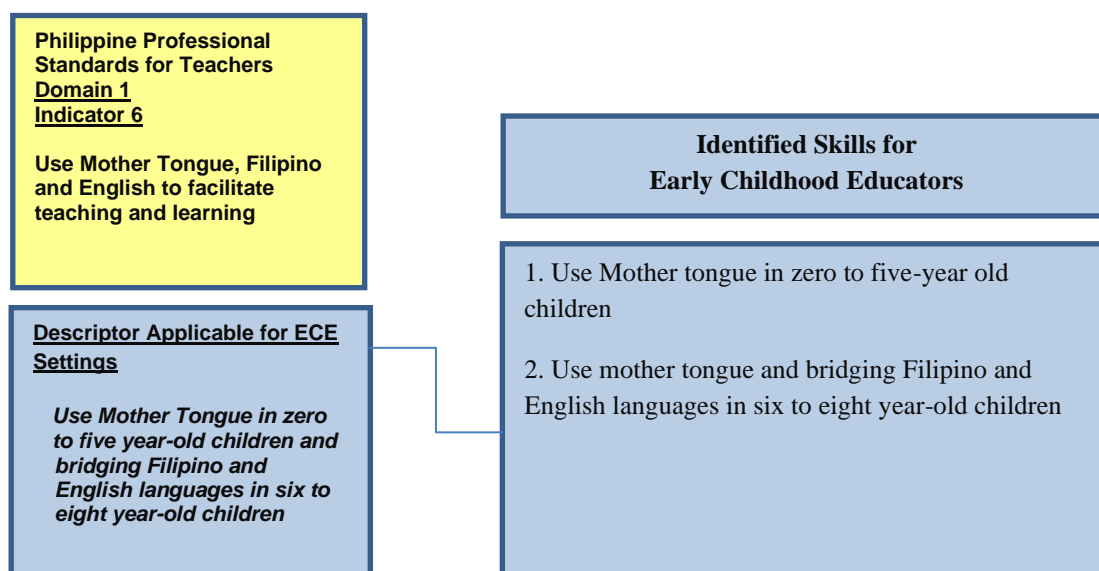 Philippine Professional
Standards for Teachers
Domain 1
Indicator 6
Use Mother Tongue, Filipino
and English to facilitate
teaching and learning
Descriptor Applicable for ECE
Settings
Use Mother Tongue in zero
to five year-old children and
bridging Filipino and
English languages in six to
eight year-old children
Identified Skills for
Early Childhood Educators
1. Use Mother tongue in zero to five-year old
children
2. Use mother tongue and bridging Filipino and
English languages in six to eight year-old children